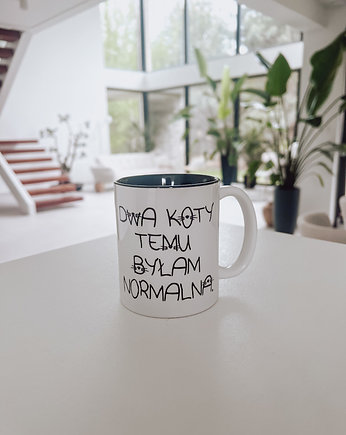 DWA KOTY
TEMU
BYŁAM
NORMALNA.